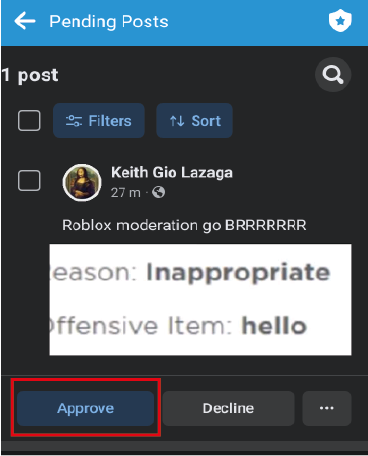 Pending Posts
1 post
Filters
Sort
Keith Gio Lazaga
27 m ·
Roblox moderation go BRRRRRRR
eason: Inappropriate
ffensive Item: hello
Approve
Decline
...